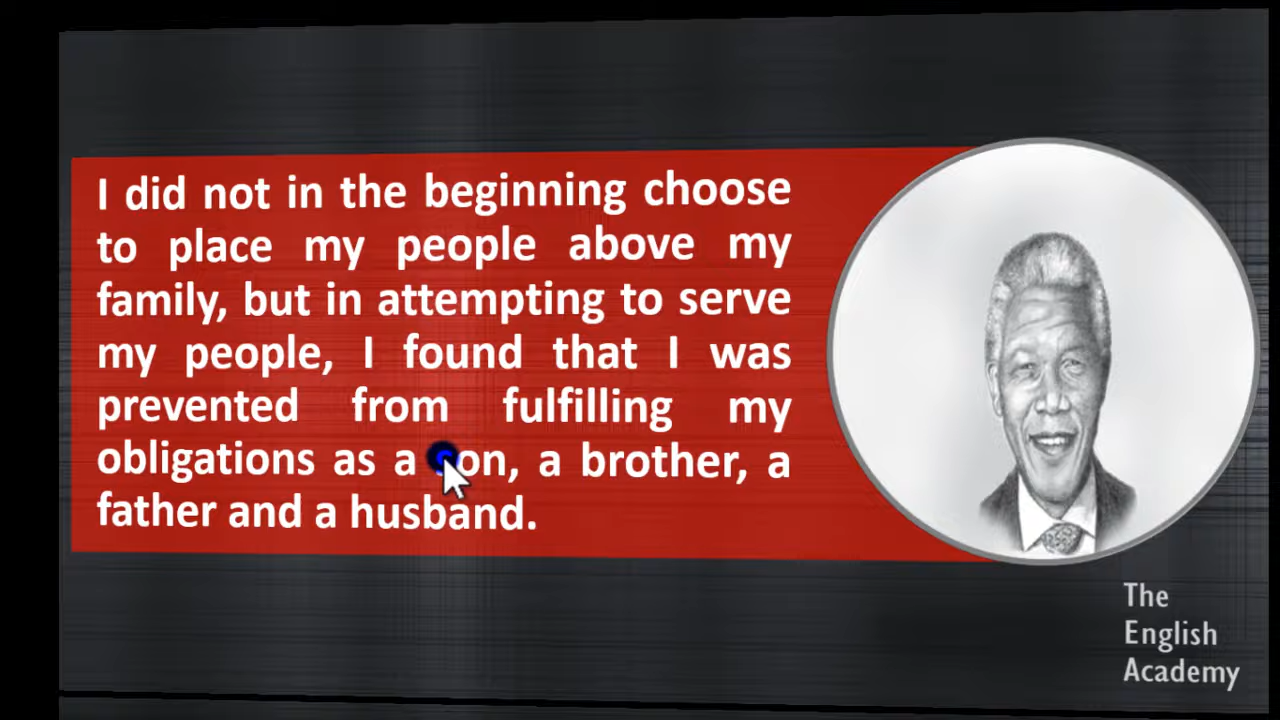 I did not in the beginning choose
to place my people above my
family, but in attempting to serve
my people, I found that I was
prevented from fulfilling my
obligations as a son, a brother, a
father and a husband.
The
English
Academy